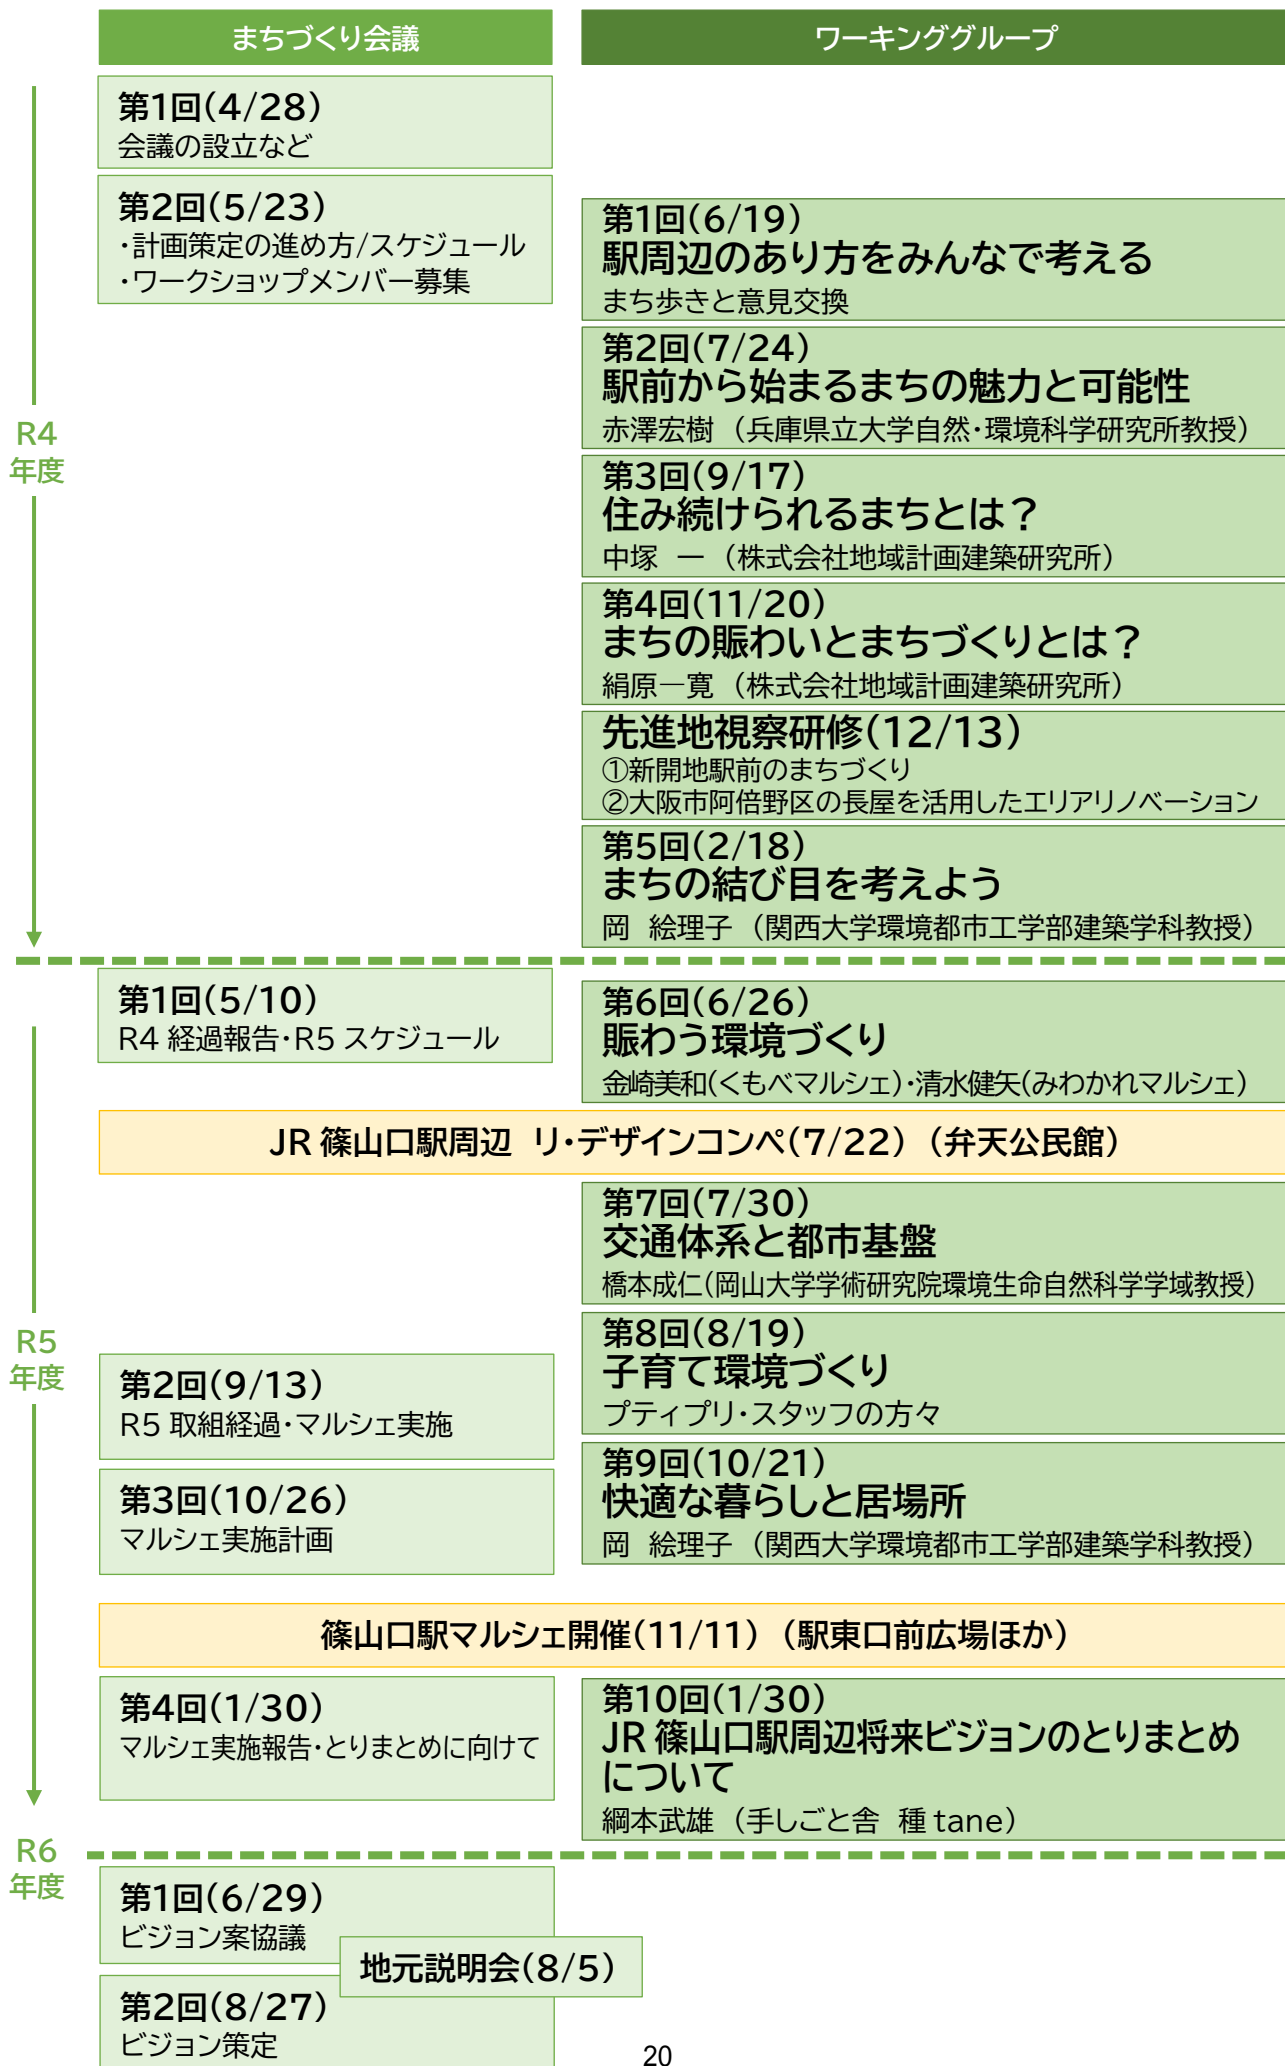 まちづくり会議
ワーキンググループ
R4
年度
第1回(4/28)
会議の設立など
第2回(5/23)
・計画策定の進め方/スケジュール
・ワークショップメンバー募集
第1回(6/19)
駅周辺のあり方をみんなで考える
まち歩きと意見交換
第2回(7/24)
駅前から始まるまちの魅力と可能性
赤澤宏樹 （兵庫県立大学自然・環境科学研究所教授）
第3回(9/17)
住み続けられるまちとは？
中塚　一 （株式会社地域計画建築研究所）
第4回(11/20)
まちの賑わいとまちづくりとは？
絹原一寛 （株式会社地域計画建築研究所）
先進地視察研修(12/13)
①新開地駅前のまちづくり
②大阪市阿倍野区の長屋を活用したエリアリノベーション
第5回(2/18)
まちの結び目を考えよう
岡　絵理子 （関西大学環境都市工学部建築学科教授）
R5
年度
第1回(5/10)
R4 経過報告・R5 スケジュール
第6回(6/26)
賑わう環境づくり
金崎美和(くもべマルシェ)・清水健矢(みわかれマルシェ)
JR 篠山口駅周辺　リ・デザインコンペ(7/22) （弁天公民館）
第7回(7/30)
交通体系と都市基盤
橋本成仁(岡山大学学術研究院環境生命自然科学学域教授)
第8回(8/19)
子育て環境づくり
プティプリ・スタッフの方々
第2回(9/13)
R5 取組経過・マルシェ実施
第9回(10/21)
快適な暮らしと居場所
岡　絵理子 （関西大学環境都市工学部建築学科教授）
第3回(10/26)
マルシェ実施計画
篠山口駅マルシェ開催(11/11) （駅東口前広場ほか）
第4回(1/30)
マルシェ実施報告・とりまとめに向けて
第10回(1/30)
JR 篠山口駅周辺将来ビジョンのとりまとめ
について
綱本武雄 （手しごと舎　種 tane）
R6
年度
第1回(6/29)
ビジョン案協議
地元説明会(8/5)
第2回(8/27)
ビジョン策定
20